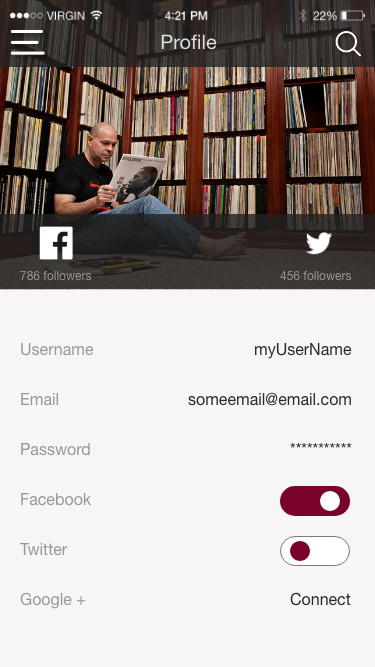 VIRGIN 4:21 PM 22%
Profile
786 followers 456 followers
Username myUserName
Email someemail@email.com
Password ***********
Facebook
Twitter
Google + Connect